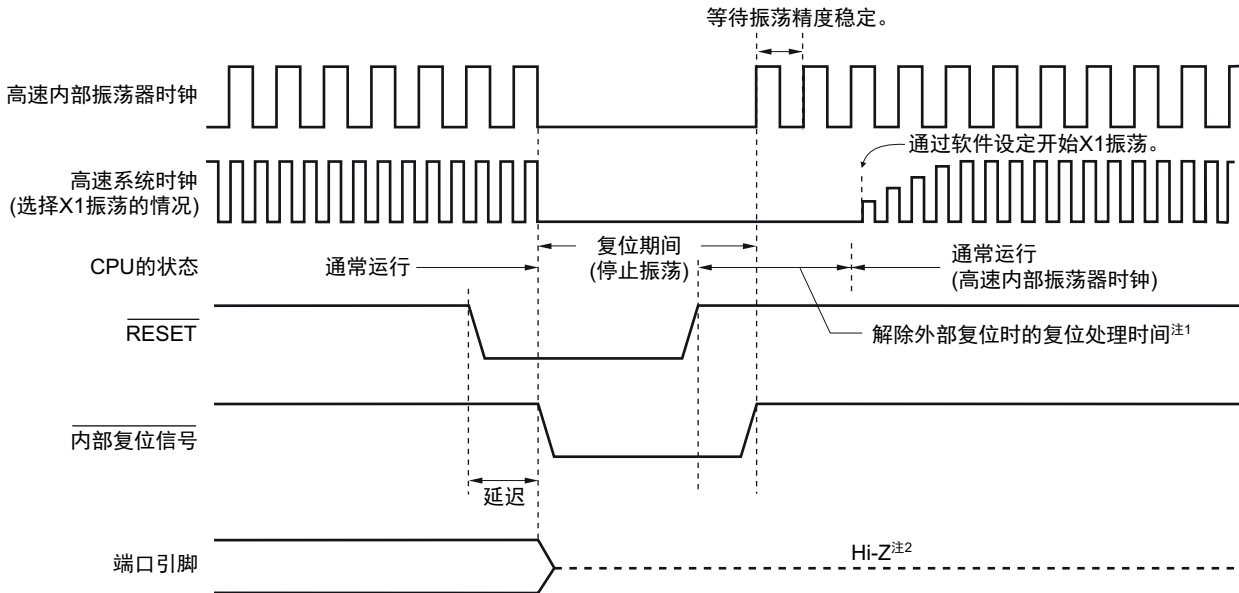 等待振荡精度稳定。
高速内部振荡器时钟
通过软件设定开始X1振荡。
高速系统时钟
(选择X1振荡的情况)
CPU的状态
通常运行
复位期间
(停止振荡)
通常运行
(高速内部振荡器时钟)
RESET
解除外部复位时的复位处理时间注1
内部复位信号
延迟
端口引脚
Hi-Z注2